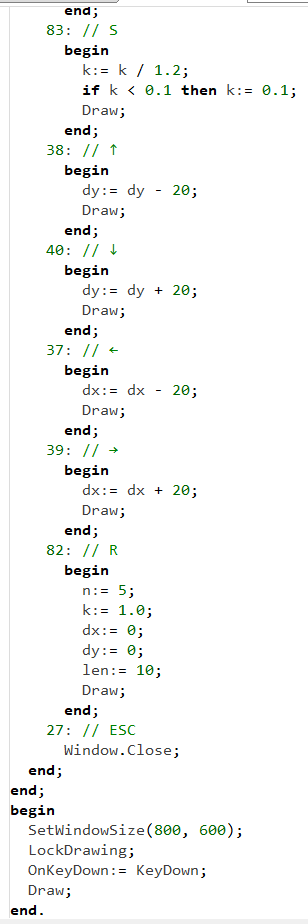 end;
83: // S
begin
k:= k / 1.2;
if k < 0.1 then k:= 0.1;
Draw;
end;
38: // ↑
begin
dy:= dy - 20;
Draw;
end;
40: // ↓
begin
dy:= dy + 20;
Draw;
end;
37: // ←
begin
dx:= dx - 20;
Draw;
end;
39: // →
begin
dx:= dx + 20;
Draw;
end;
82: // R
begin
n:= 5;
k:= 1.0;
dx:= 0;
dy:= 0;
len:= 10;
Draw;
end;
27: // ESC
Window.Close;
end;
end;
begin
SetWindowSize(800, 600);
LockDrawing;
OnKeyDown:= KeyDown;
Draw;
end.